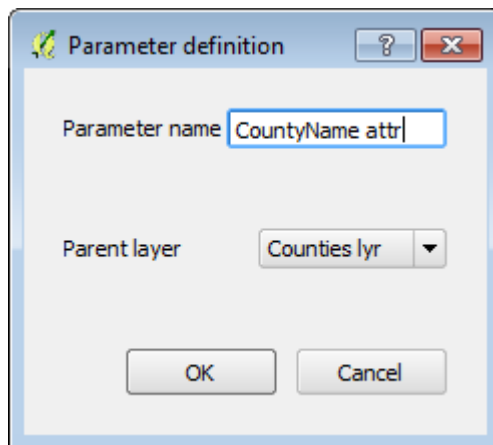 Parameter definition
Parameter name CountyName attr
Parent layer Counties lyr
OK Cancel